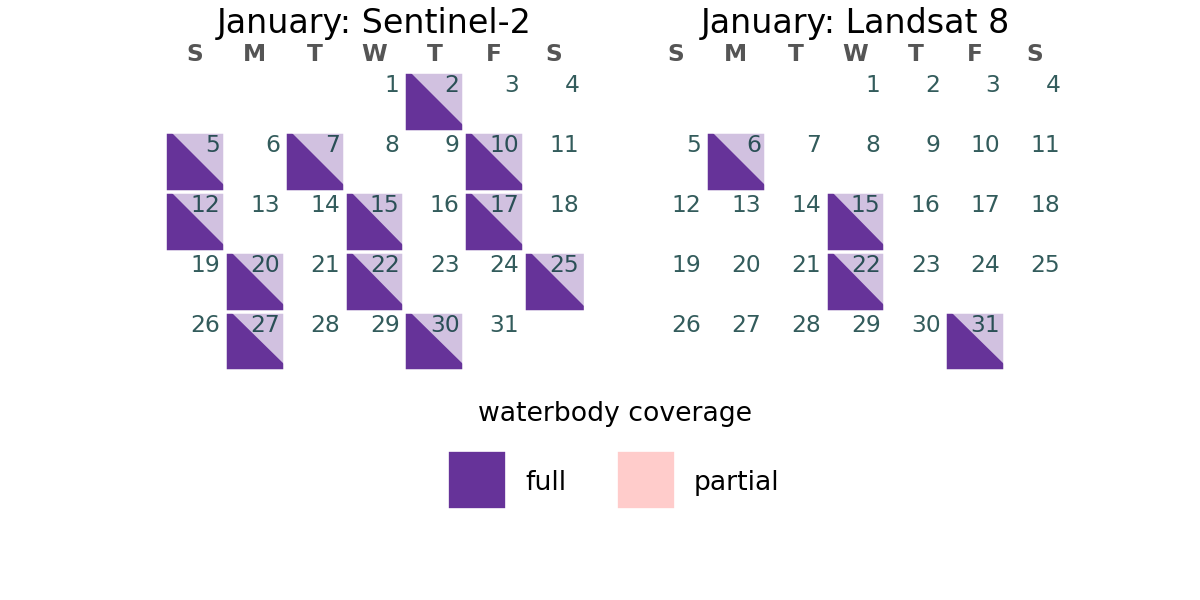 January: Sentinel-2
S M T W T F S
1 2 3 4
5 6 7 8 9 10 11
12 13 14 15 16 17 18
19 20 21 22 23 24 25
26 27 28 29 30 31
January: Landsat 8
S M T W T F S
1 2 3 4
5 6 7 8 9 10 11
12 13 14 15 16 17 18
19 20 21 22 23 24 25
26 27 28 29 30 31
waterbody coverage
full partial